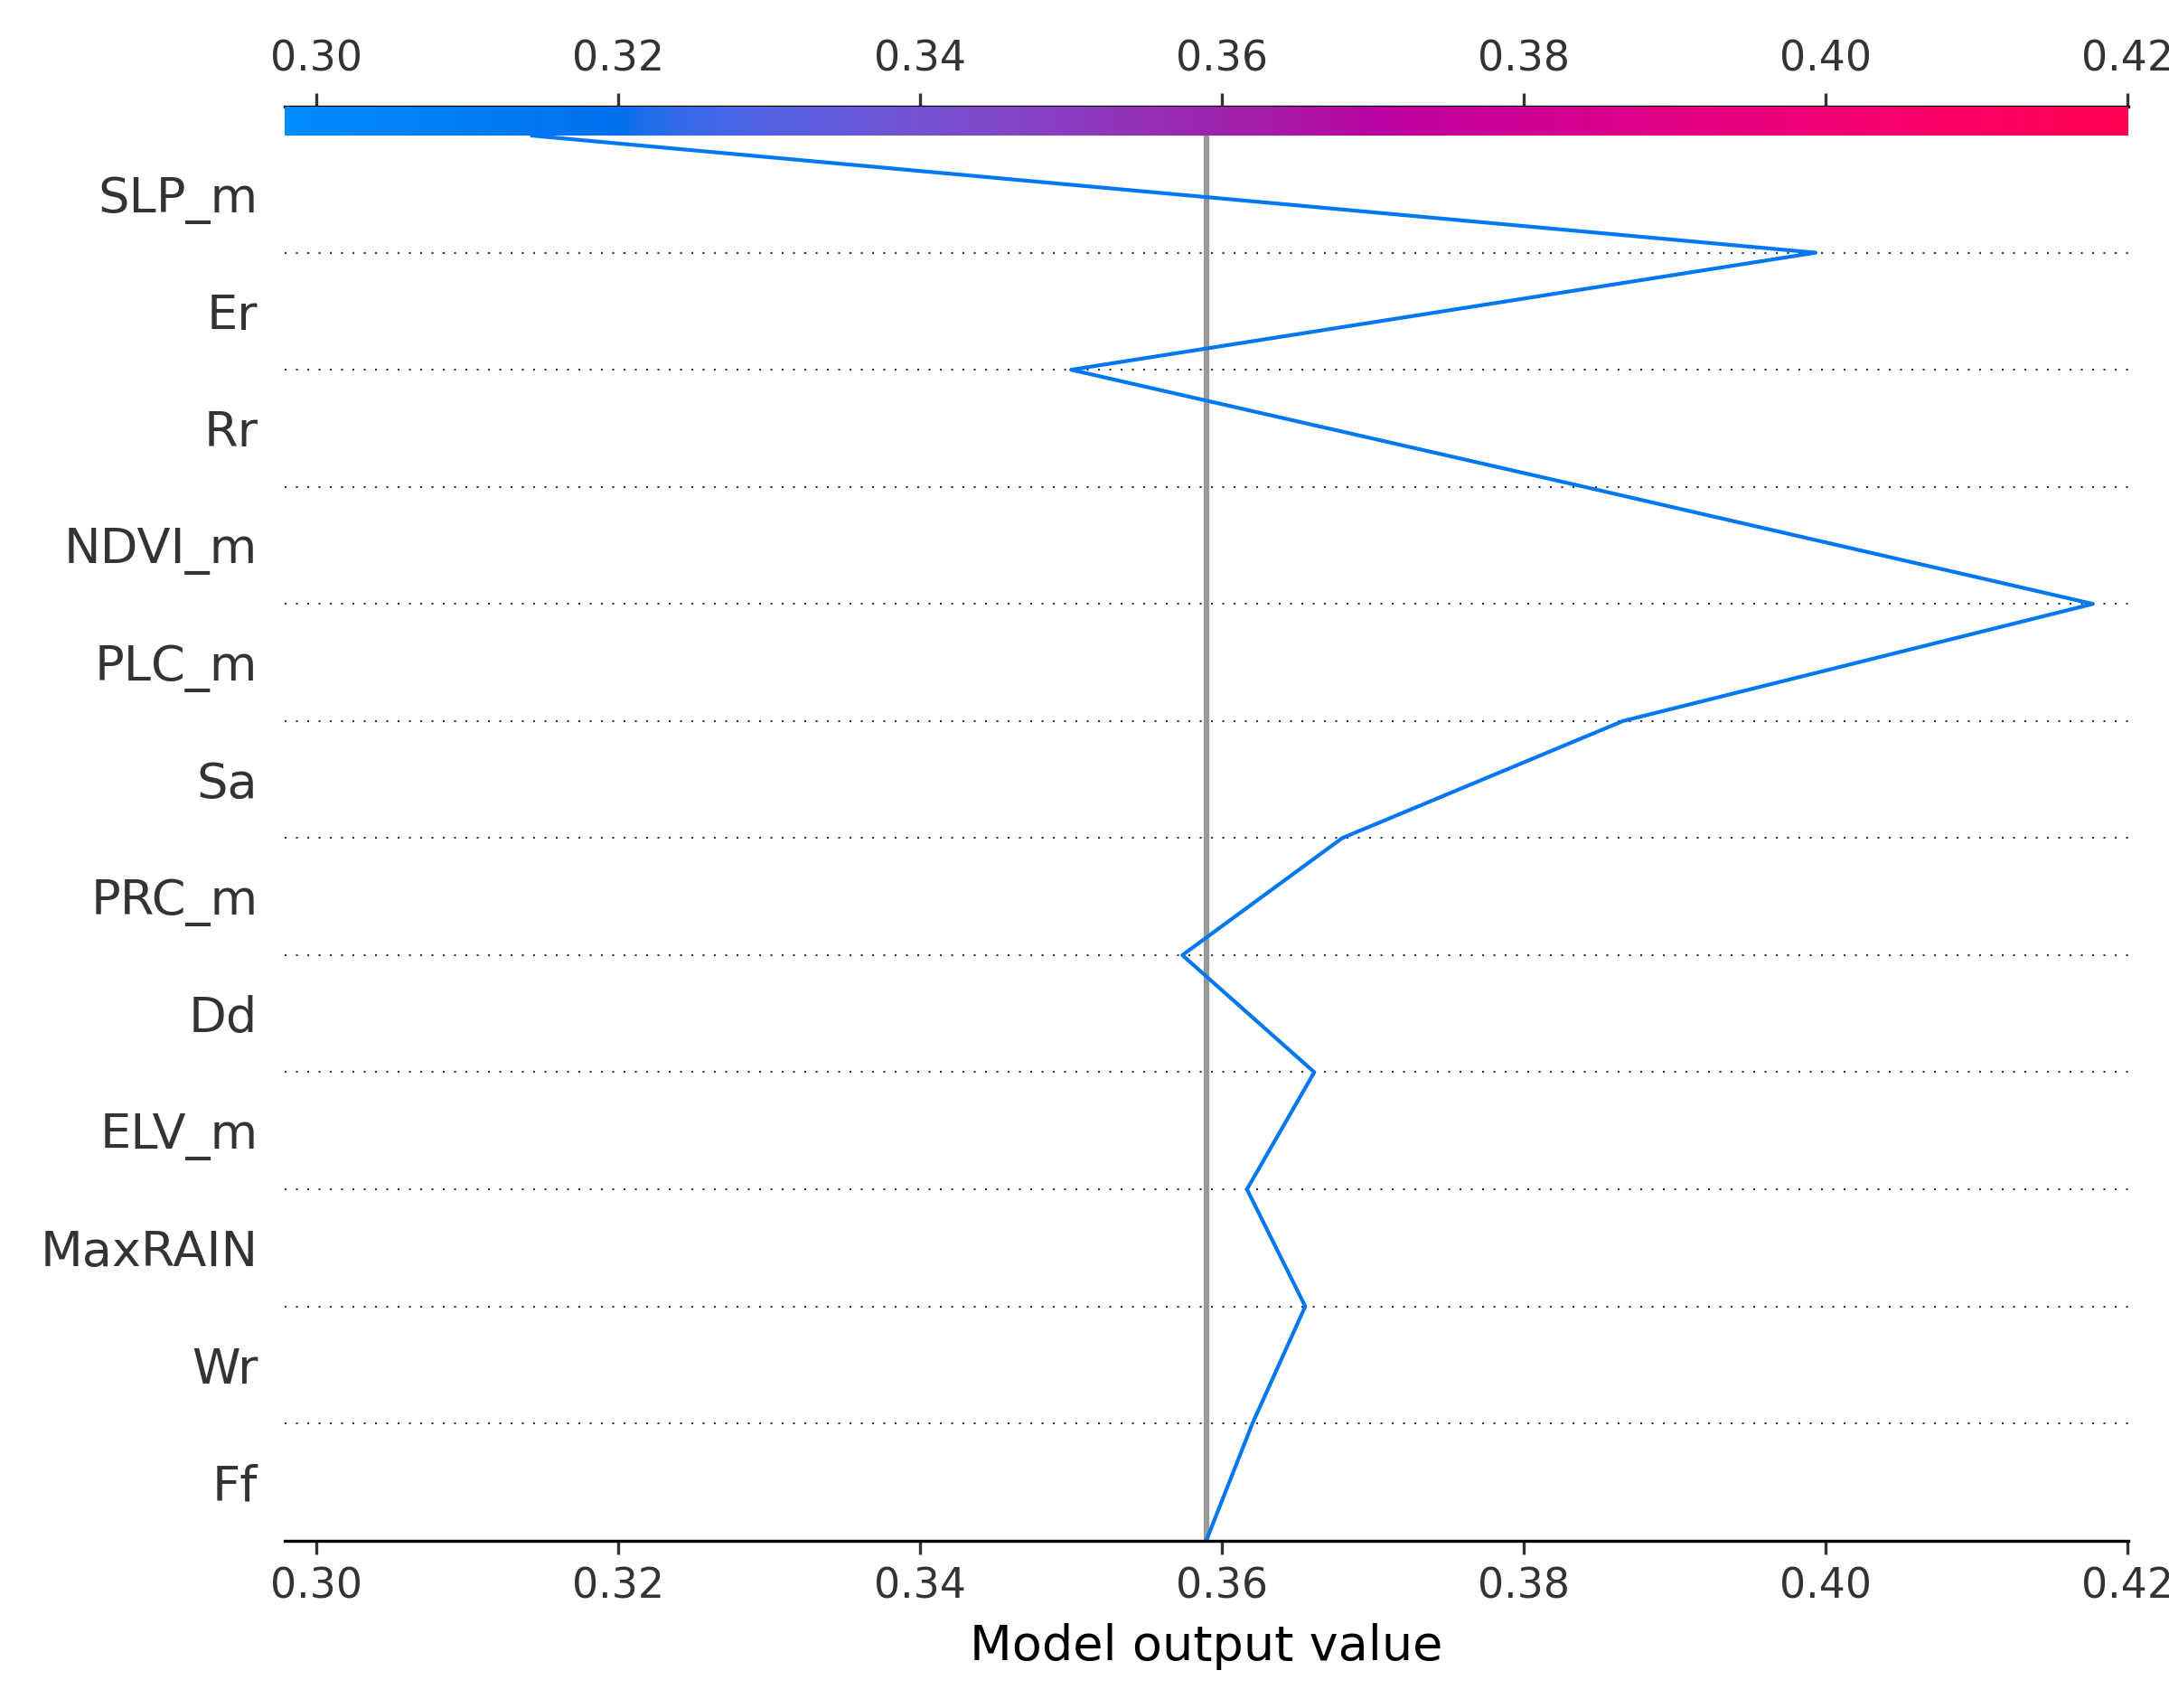 0.30 0.32 0.34 0.36 0.38 0.40 0.42
SLP_m
Er
Rr
NDVI_m
PLC_m
Sa
PRC_m
Dd
ELV_m
MaxRAIN
Wr
Ff
0.30 0.32 0.34 0.36 0.38 0.40 0.42
Model output value